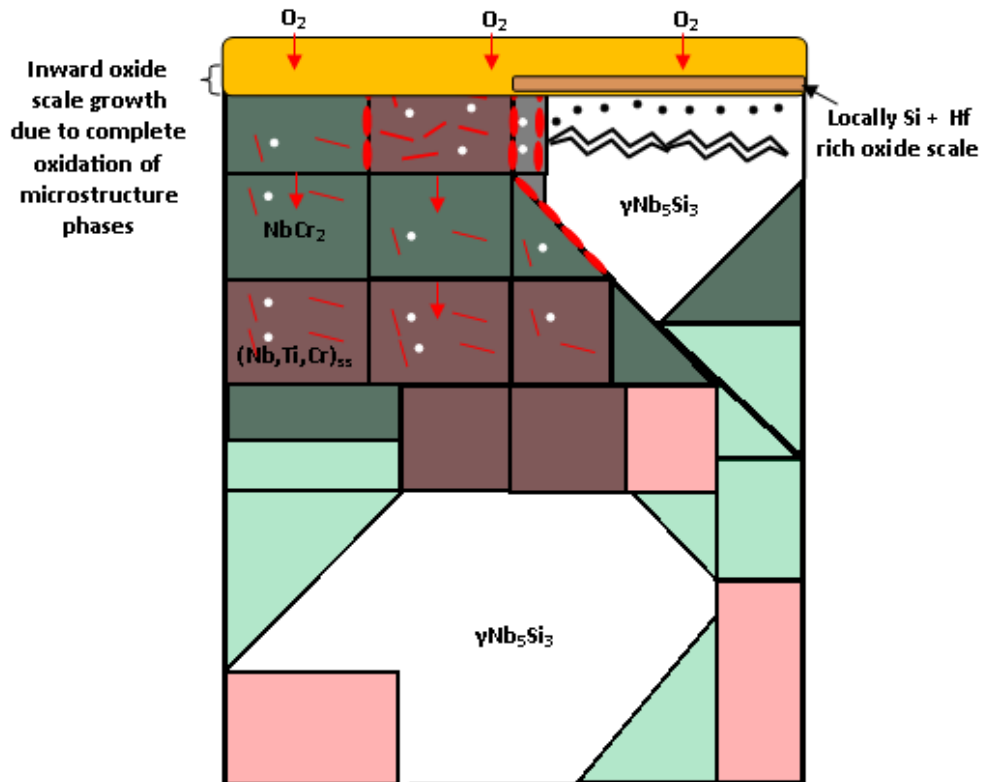 O₂ O₂ O₂
Inward oxide
scale growth
due to complete
oxidation of
microstructure
phases
Locally Si + Hf
rich oxide scale
γNb₅Si₃
NbCr₂
(Nb,Ti,Cr)ss
γNb₅Si₃